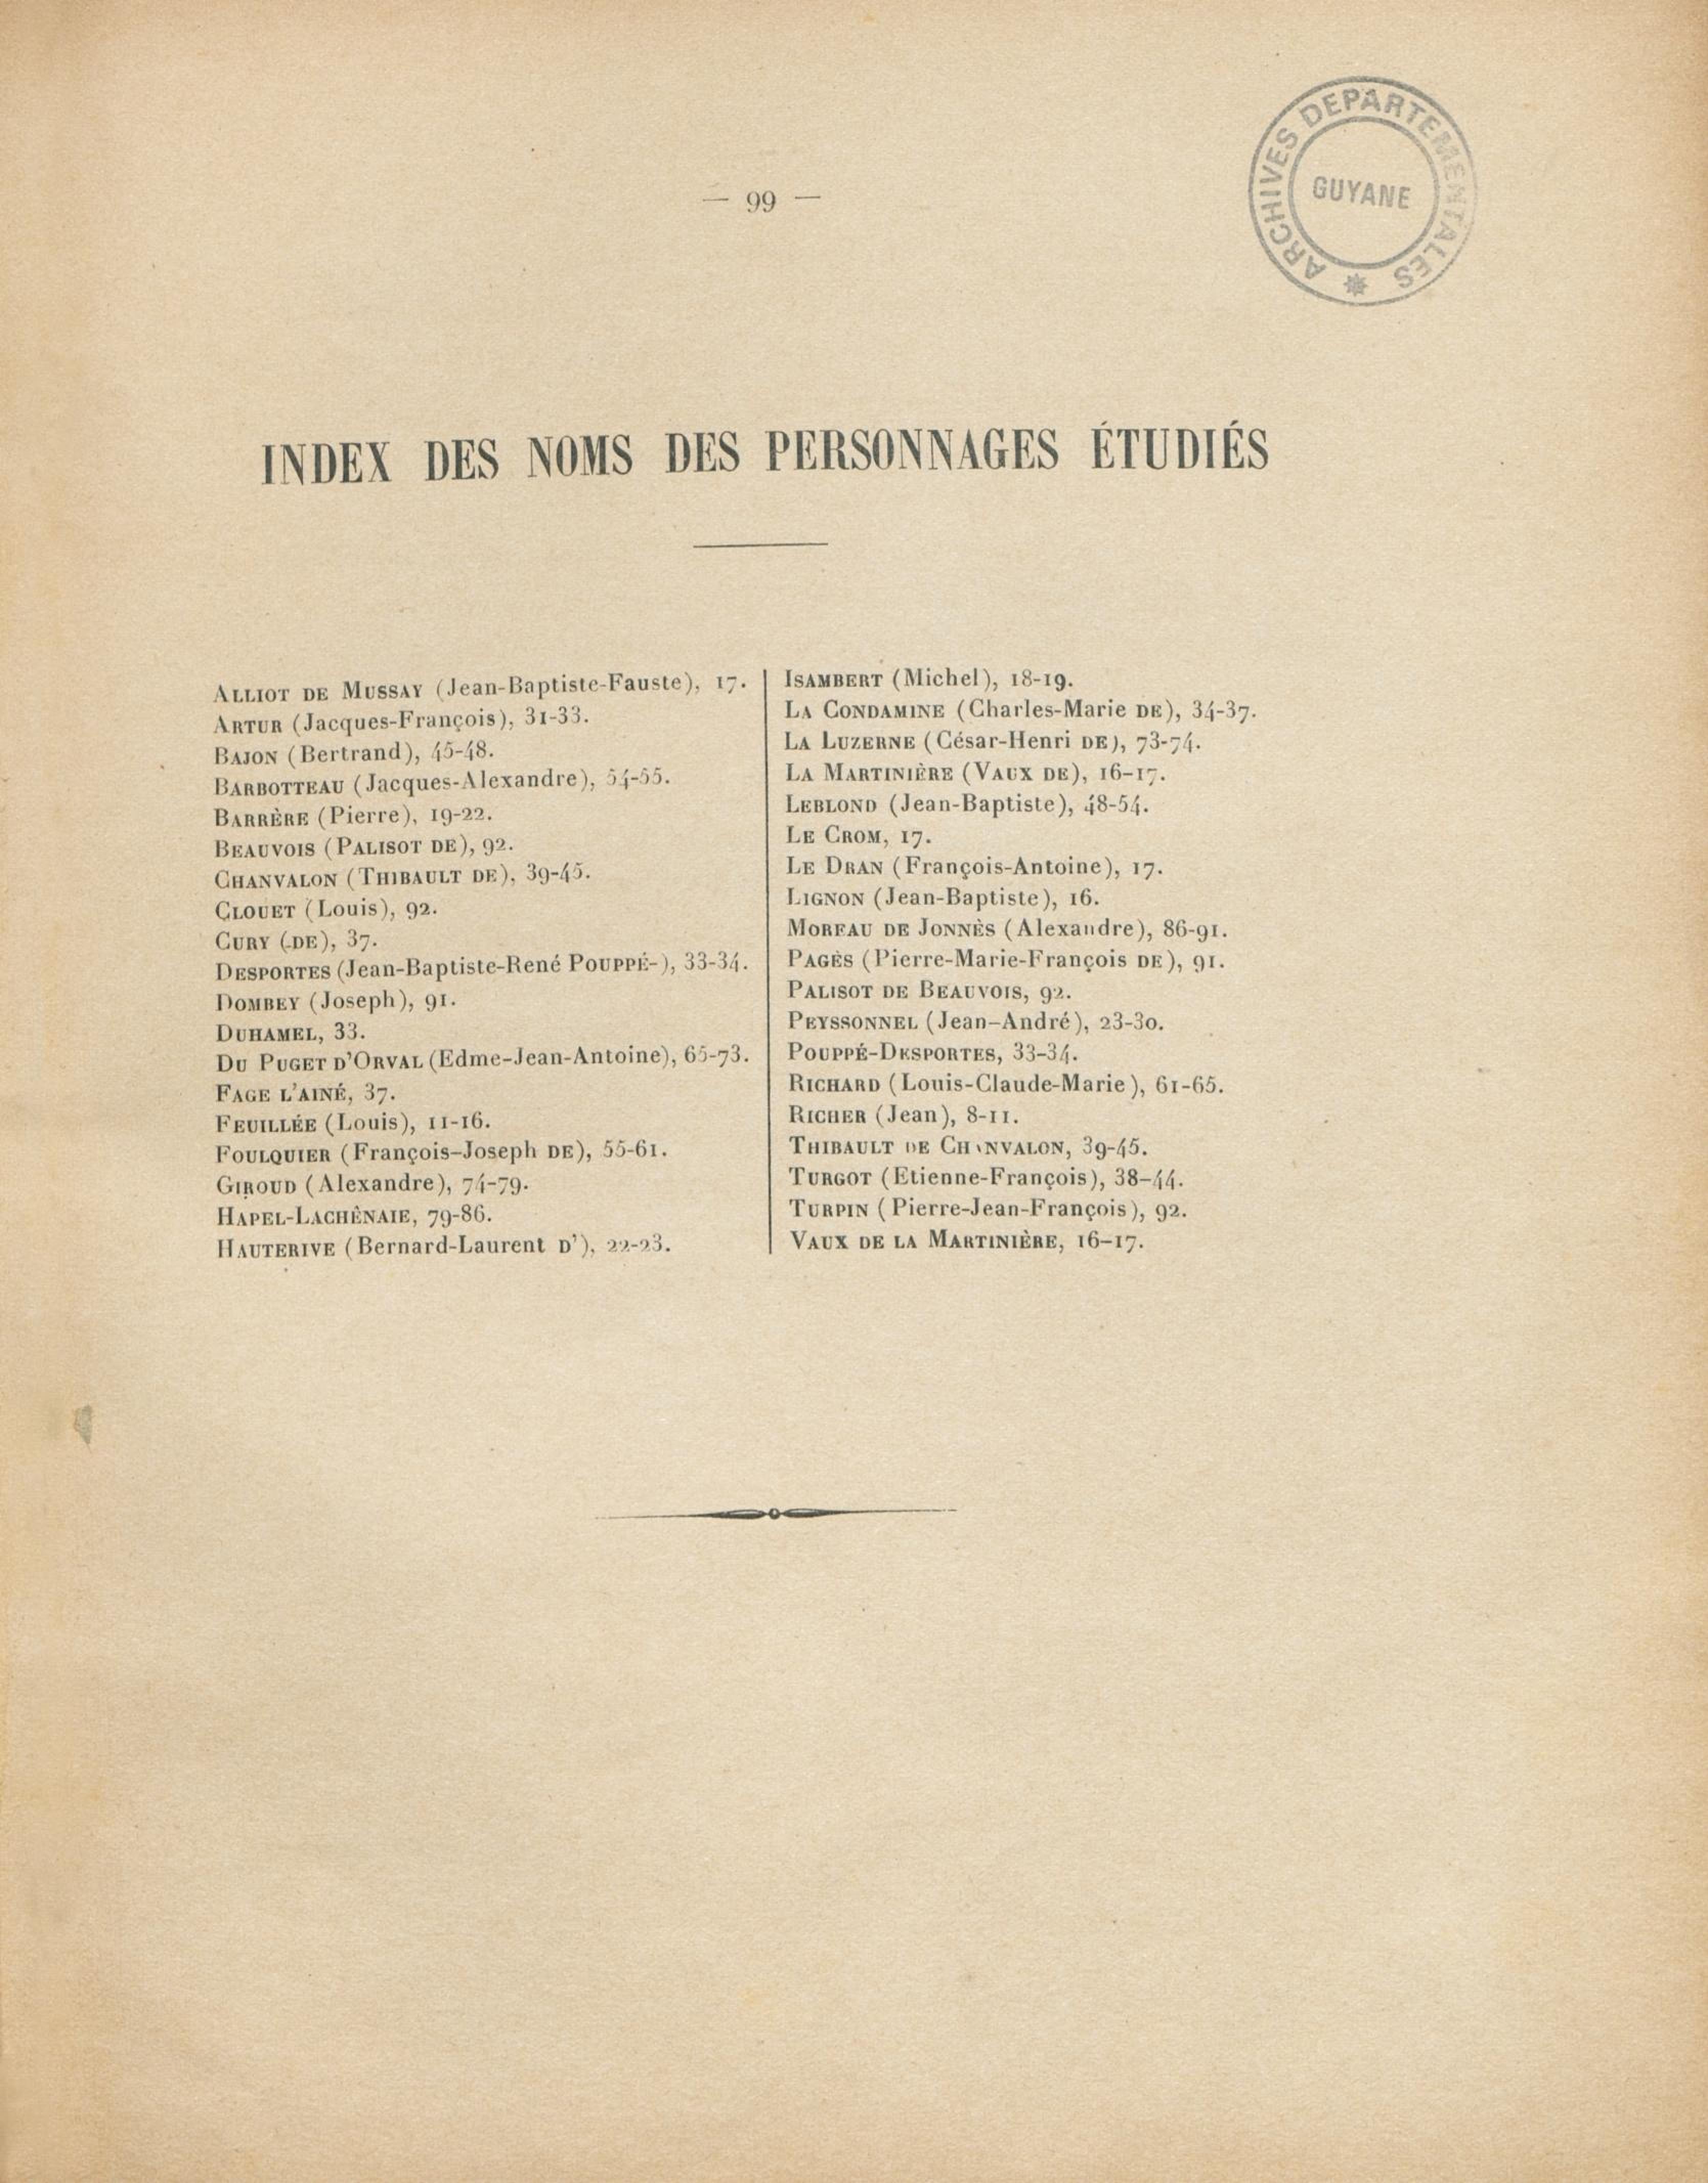 — 99 —
ARCHIVES DEPARTEMENTALES
GUYANE
INDEX DES NOMS DES PERSONNAGES ÉTUDIÉS
ALLIOT DE MUSSAY (Jean-Baptiste-Fauste), 17.
ARTUR (Jacques-François), 31-33.
BAJON (Bertrand), 45-48.
BARBOTTEAU (Jacques-Alexandre), 54-55.
BARRÈRE (Pierre), 19-22.
BEAUVOIS (PALISOT DE), 92.
CHANVALON (THIBAULT DE), 39-45.
CLOUET (Louis), 92.
CURY (DE), 37.
DESPORTES (Jean-Baptiste-René POUPPÉ-), 33-34.
DOMBEY (Joseph), 91.
DUHAMEL, 33.
DU PUGET D'ORVAL (Edme-Jean-Antoine), 65-73.
FAGE L'AINÉ, 37.
FEUILLÉE (Louis), 11-16.
FOULQUIER (François-Joseph DE), 55-61.
GIROUD (Alexandre), 74-79.
HAPEL-LACHÊNAIE, 79-86.
HAUTERIVE (Bernard-Laurent D'), 22-23.
ISAMBERT (Michel), 18-19.
LA CONDAMINE (Charles-Marie DE), 34-37.
LA LUZERNE (César-Henri DE), 73-74.
LA MARTINIÈRE (VAUX DE), 16-17.
LEBLOND (Jean-Baptiste), 48-54.
LE CROM, 17.
LE DRAN (François-Antoine), 17.
LIGNON (Jean-Baptiste), 16.
MOREAU DE JONNÈS (Alexandre), 86-91.
PAGÈS (Pierre-Marie-François DE), 91.
PALISOT DE BEAUVOIS, 92.
PEYSSONNEL (Jean-André), 23-30.
POUPPÉ-DESPORTES, 33-34.
RICHARD (Louis-Claude-Marie), 61-65.
RICHER (Jean), 8-11.
THIBAULT DE CHANVALON, 39-45.
TURGOT (Etienne-François), 38-44.
TURPIN (Pierre-Jean-François), 92.
VAUX DE LA MARTINIÈRE, 16-17.